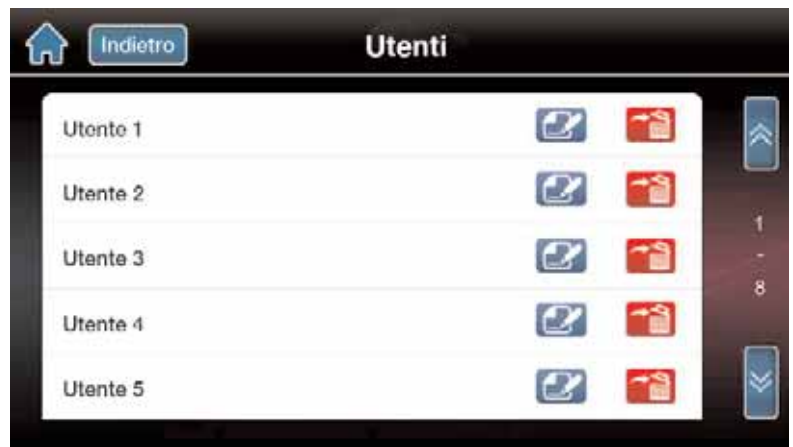 Indietro
Utenti
Utente 1
Utente 2
Utente 3
Utente 4
Utente 5
1
-
8